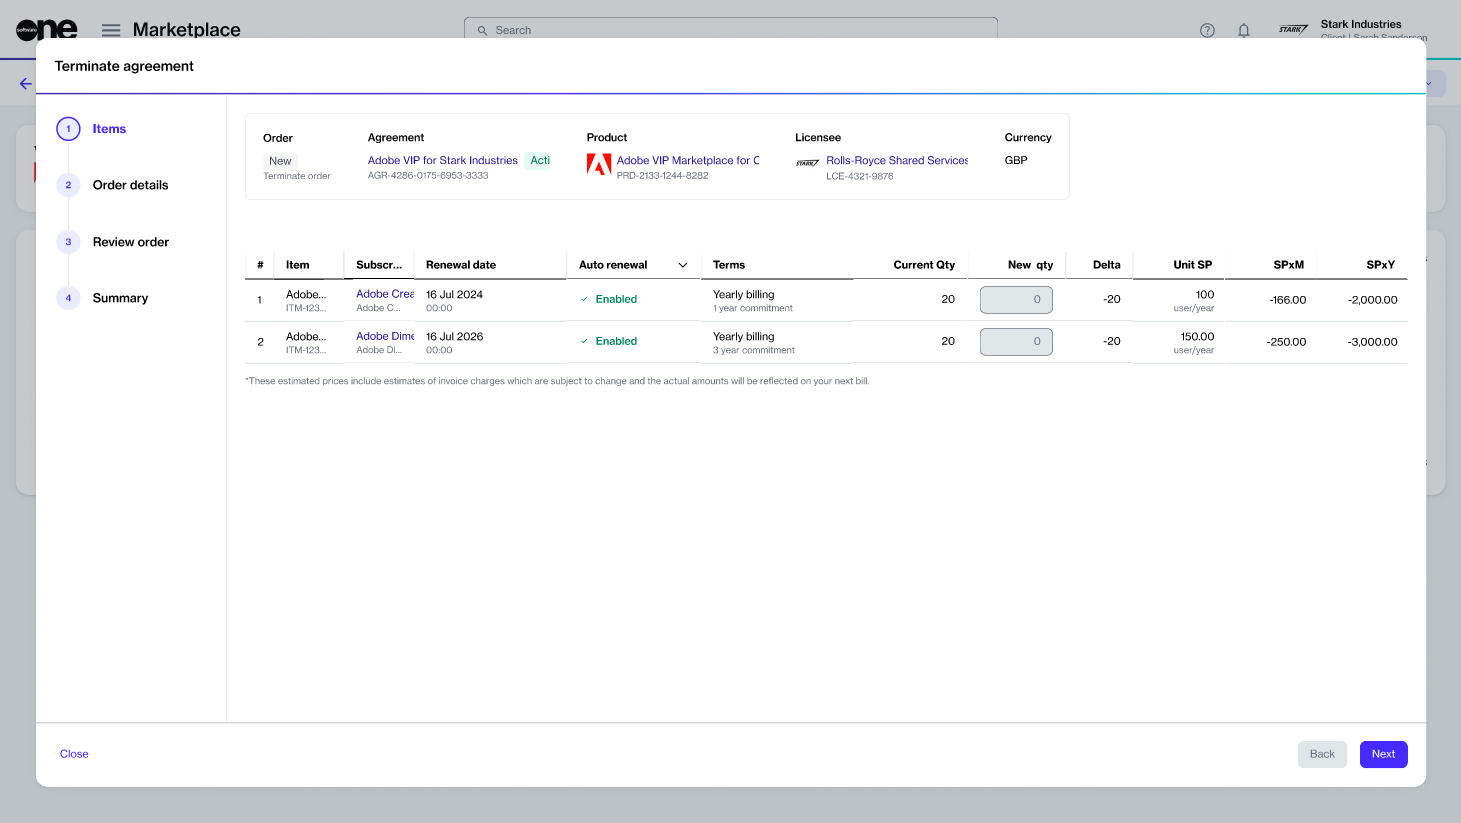 software one
Marketplace
Search
STARK
Stark Industries
Client | Sarah Sanderson
Terminate agreement
1 Items
2 Order details
3 Review order
4 Summary
Order Agreement Product Licensee Currency
New Adobe VIP for Stark Industries Acti Adobe VIP Marketplace for C STARK Rolls-Royce Shared Services GBP
Terminate order AGR-4286-0175-6953-3333 PRD-2133-1244-8282 LCE-4321-9876
# Item Subscr... Renewal date Auto renewal Terms Current Qty New qty Delta Unit SP SPxM SPxY
1 Adobe... Adobe Crea 16 Jul 2024 Enabled Yearly billing 20 0 -20 100 -166.00 -2,000.00
ITM-123... Adobe C... 00:00 1 year commitment user/year
2 Adobe... Adobe Dime 16 Jul 2026 Enabled Yearly billing 20 0 -20 150.00 -250.00 -3,000.00
ITM-123... Adobe Di... 00:00 3 year commitment user/year
*These estimated prices include estimates of invoice charges which are subject to change and the actual amounts will be reflected on your next bill.
Close
Back
Next